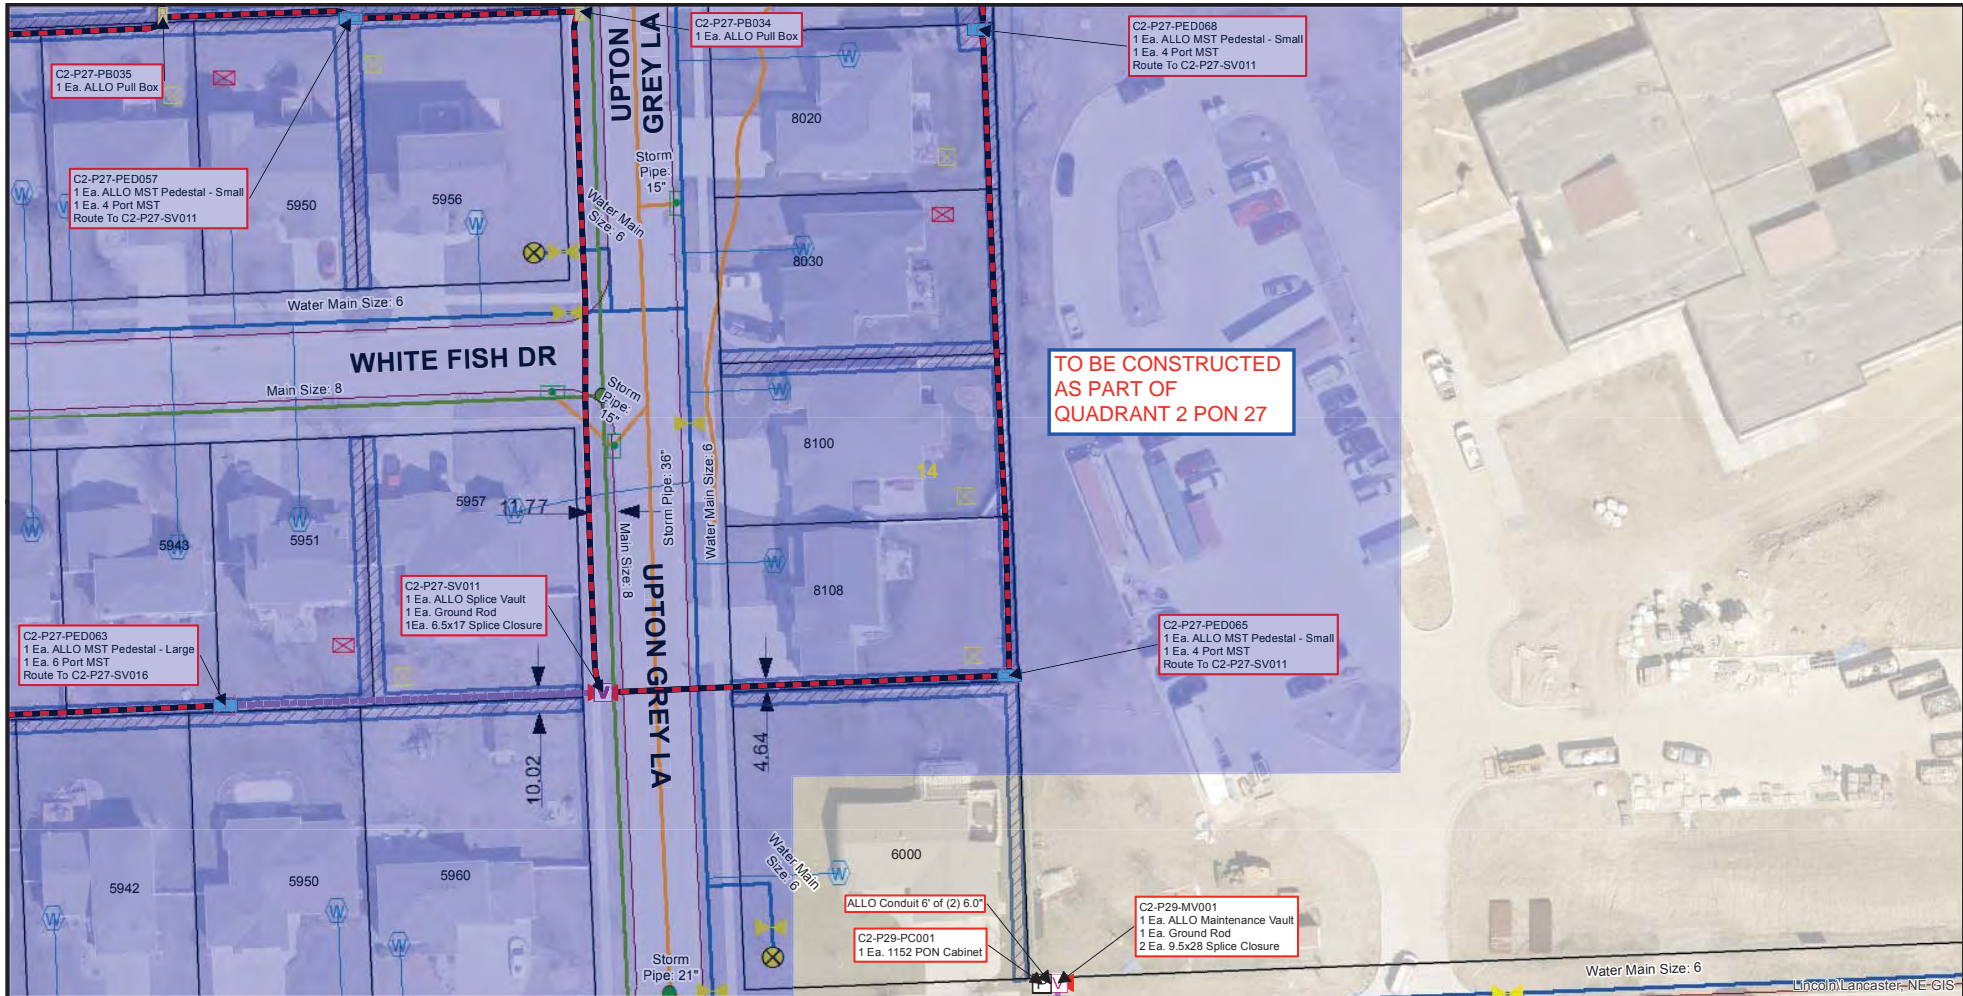 C2-P27-PB035
1 Ea. ALLO Pull Box
C2-P27-PB034
1 Ea. ALLO Pull Box
C2-P27-PED068
1 Ea. ALLO MST Pedestal - Small
1 Ea. 4 Port MST
Route To C2-P27-SV011
UPTON
GREY LA
C2-P27-PED057
1 Ea. ALLO MST Pedestal - Small
1 Ea. 4 Port MST
Route To C2-P27-SV011
5950
5956
8020
Storm
Pipe:
15"
Water Main
Size: 6
8030
W
W
W
W
W
Water Main Size: 6
WHITE FISH DR
Main Size: 8
Storm
Pipe:
15"
W
TO BE CONSTRUCTED
AS PART OF
QUADRANT 2 PON 27
8100
14
Storm Pipe: 36"
Water Main Size: 6
5957
11.77
W
5943
W
W
5951
W
W
Main Size: 8
8108
C2-P27-SV011
1 Ea. ALLO Splice Vault
1 Ea. Ground Rod
1Ea. 6.5x17 Splice Closure
C2-P27-PED063
1 Ea. ALLO MST Pedestal - Large
1 Ea. 6 Port MST
Route To C2-P27-SV016
C2-P27-PED065
1 Ea. ALLO MST Pedestal - Small
1 Ea. 4 Port MST
Route To C2-P27-SV011
V
UPTON GREY LA
10.02
4.64
Water Main
Size: 6
6000
W
5942
5950
5960
W
W
W
ALLO Conduit 6' of (2) 6.0"
C2-P29-PC001
1 Ea. 1152 PON Cabinet
C2-P29-MV001
1 Ea. ALLO Maintenance Vault
1 Ea. Ground Rod
2 Ea. 9.5x28 Splice Closure
Storm
Pipe: 21"
P
V
Water Main Size: 6
Lincoln Lancaster, NE GIS